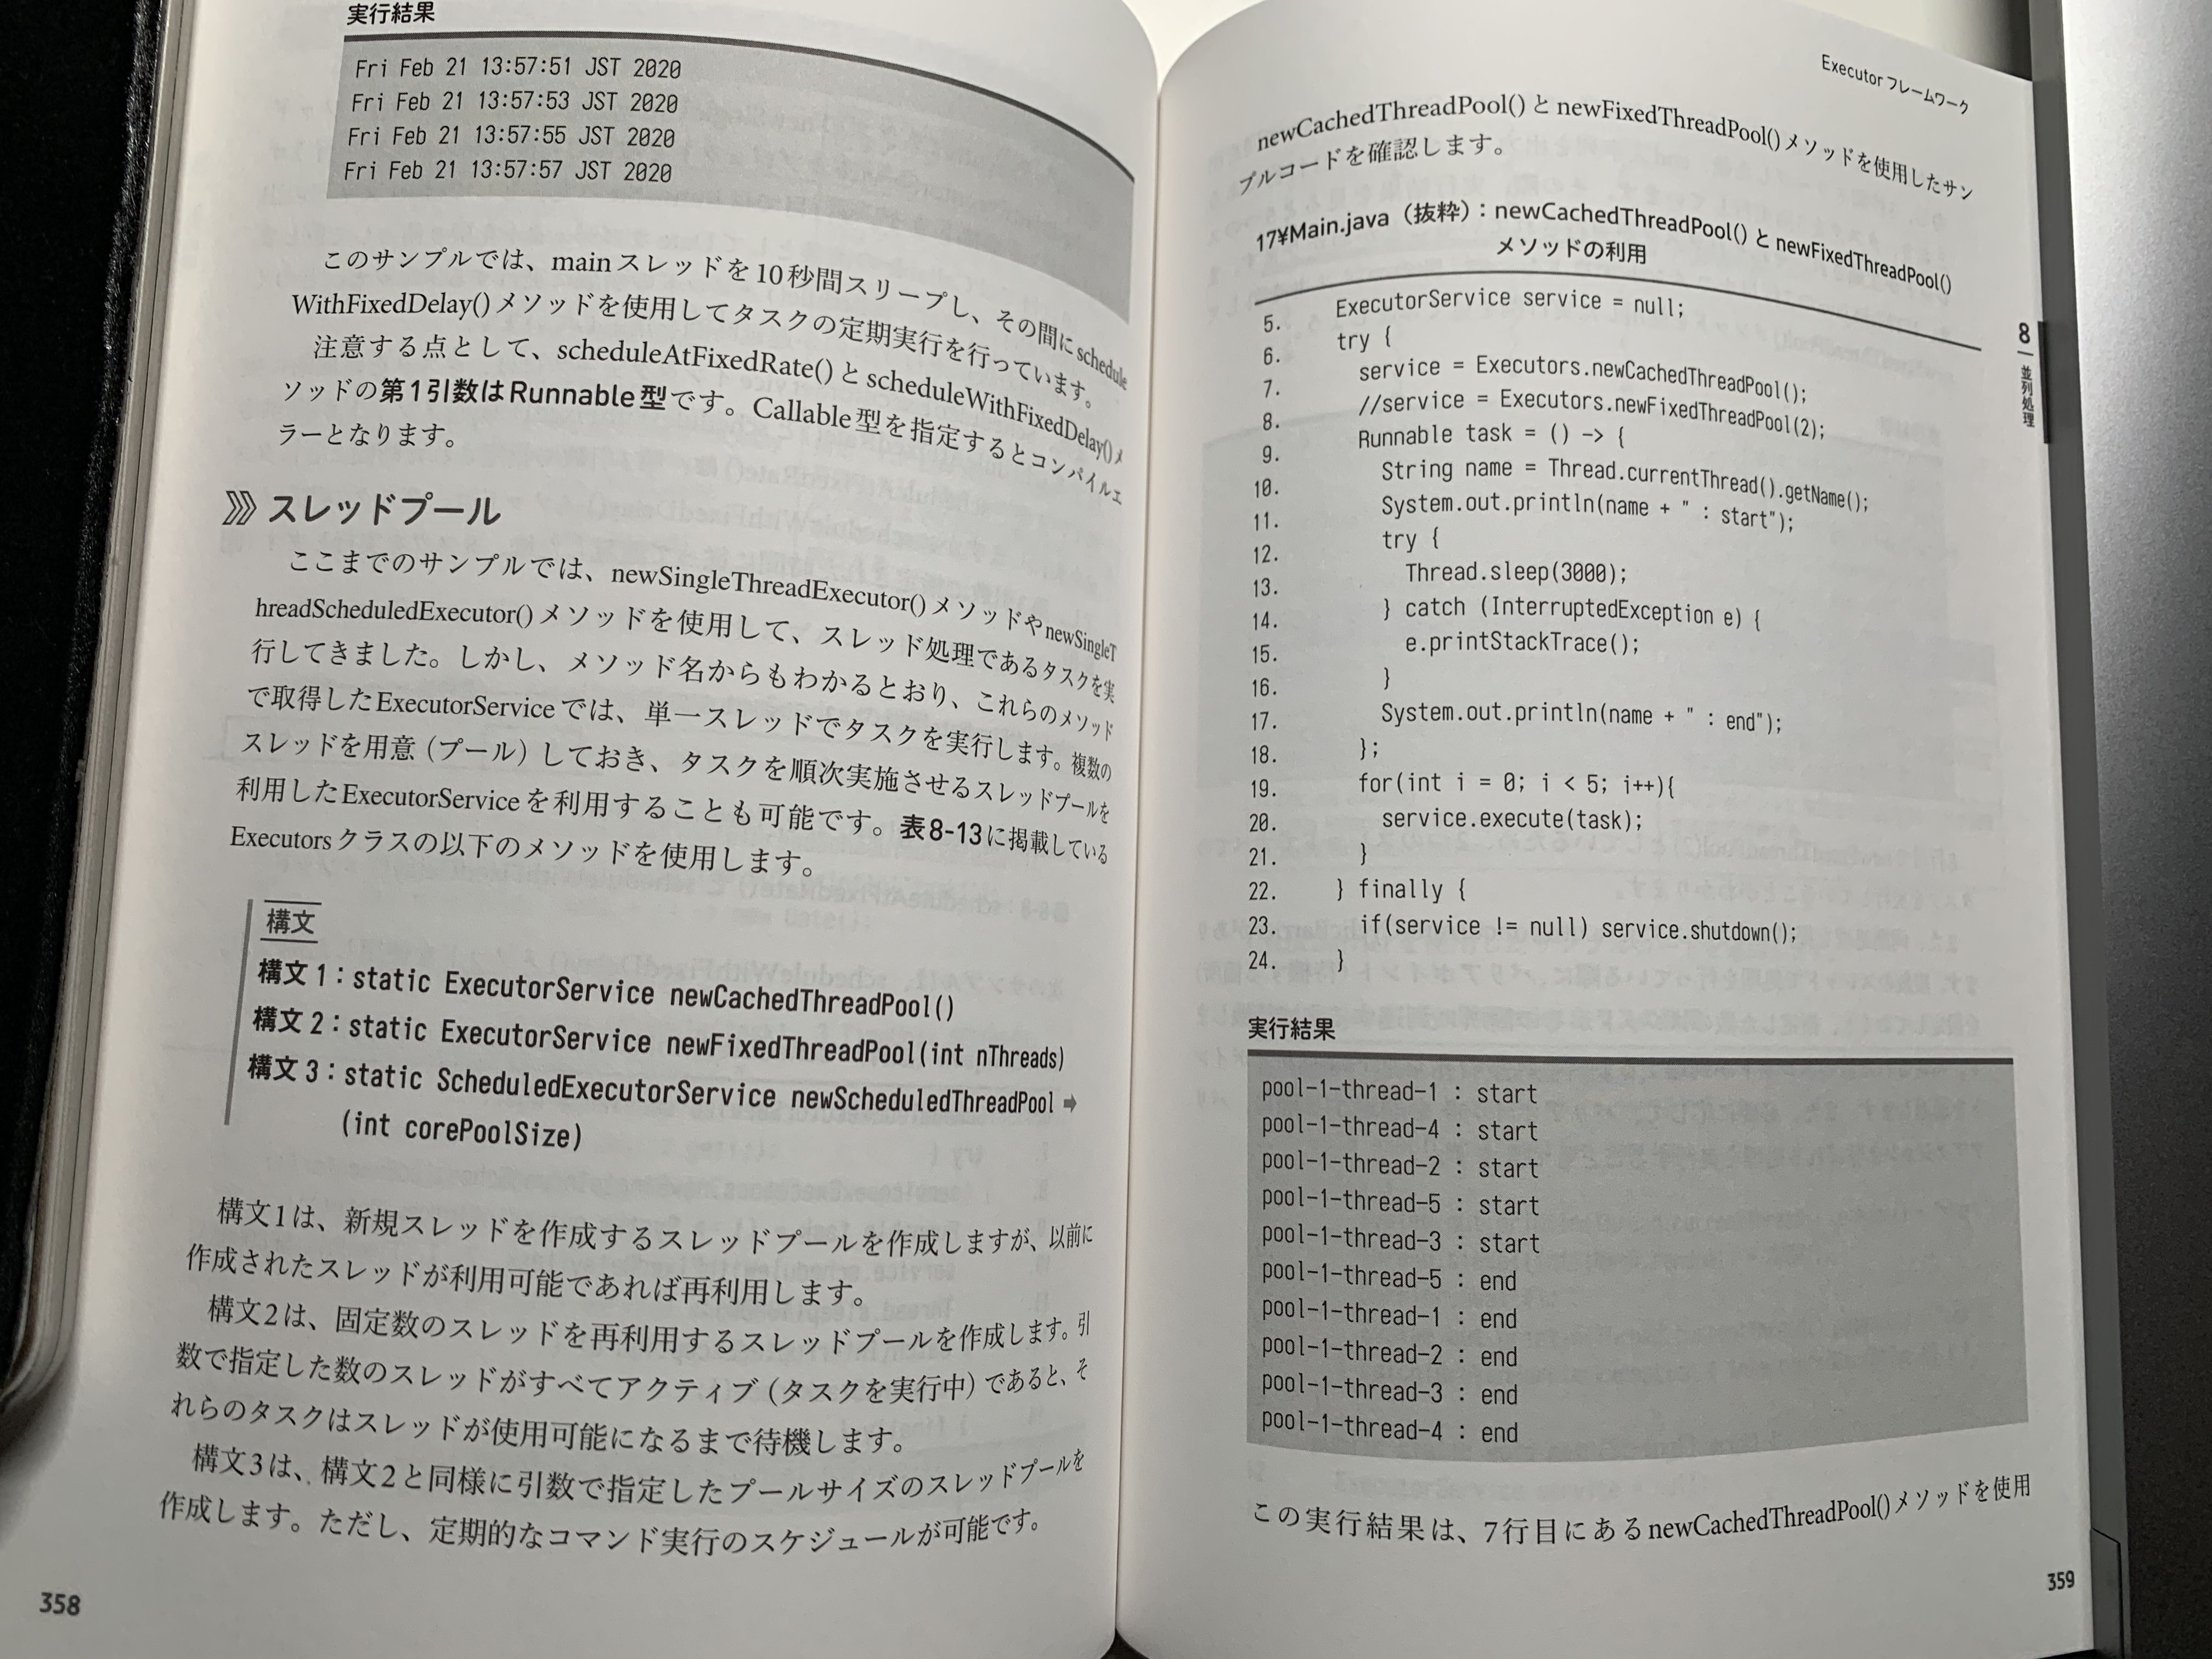 実行結果
Fri Feb 21 13:57:51 JST 2020
Fri Feb 21 13:57:53 JST 2020
Fri Feb 21 13:57:55 JST 2020
Fri Feb 21 13:57:57 JST 2020
このサンプルでは、mainスレッドを10秒間スリープし、その間にschedule
WithFixedDelay()メソッドを使用してタスクの定期実行を行っています。
注意する点として、scheduleAtFixedRate()とscheduleWithFixedDelay()メ
ソッドの第1引数はRunnable型です。Callable型を指定するとコンパイルエ
ラーとなります。
スレッドプール
ここまでのサンプルでは、newSingleThreadExecutor()メソッドやnewSingleT
hreadScheduledExecutor()メソッドを使用して、スレッド処理であるタスクを実
行してきました。しかし、メソッド名からもわかるとおり、これらのメソッド
で取得したExecutorServiceでは、単一スレッドでタスクを実行します。複数の
スレッドを用意（プール）しておき、タスクを順次実施させるスレッドプールを
利用したExecutorServiceを利用することも可能です。表8-13に掲載している
Executorsクラスの以下のメソッドを使用します。
構文
構文1：static ExecutorService newCachedThreadPool()
構文2：static ExecutorService newFixedThreadPool(int nThreads)
構文3：static ScheduledExecutorService newScheduledThreadPool ➡
(int corePoolSize)
構文1は、新規スレッドを作成するスレッドプールを作成しますが、以前に
作成されたスレッドが利用可能であれば再利用します。
構文2は、固定数のスレッドを再利用するスレッドプールを作成します。引
数で指定した数のスレッドがすべてアクティブ（タスクを実行中）であると、そ
れらのタスクはスレッドが使用可能になるまで待機します。
構文3は、構文2と同様に引数で指定したプールサイズのスレッドプールを
作成します。ただし、定期的なコマンド実行のスケジュールが可能です。
358
Executor フレームワーク
newCachedThreadPool()とnewFixedThreadPool()メソッドを使用したサン
プルコードを確認します。
17¥Main.java（抜粋）：newCachedThreadPool()とnewFixedThreadPool()
メソッドの利用
5. ExecutorService service = null;
6. try {
7. service = Executors.newCachedThreadPool();
8. //service = Executors.newFixedThreadPool(2);
9. Runnable task = () -> {
10. String name = Thread.currentThread().getName();
11. System.out.println(name + " : start");
12. try {
13. Thread.sleep(3000);
14. } catch (InterruptedException e) {
15. e.printStackTrace();
16. }
17. System.out.println(name + " : end");
18. };
19. for(int i = 0; i < 5; i++){
20. service.execute(task);
21. }
22. } finally {
23. if(service != null) service.shutdown();
24. }
実行結果
pool-1-thread-1 : start
pool-1-thread-4 : start
pool-1-thread-2 : start
pool-1-thread-5 : start
pool-1-thread-3 : start
pool-1-thread-5 : end
pool-1-thread-1 : end
pool-1-thread-2 : end
pool-1-thread-3 : end
pool-1-thread-4 : end
この実行結果は、7行目にあるnewCachedThreadPool()メソッドを使用
8 並列処理
359